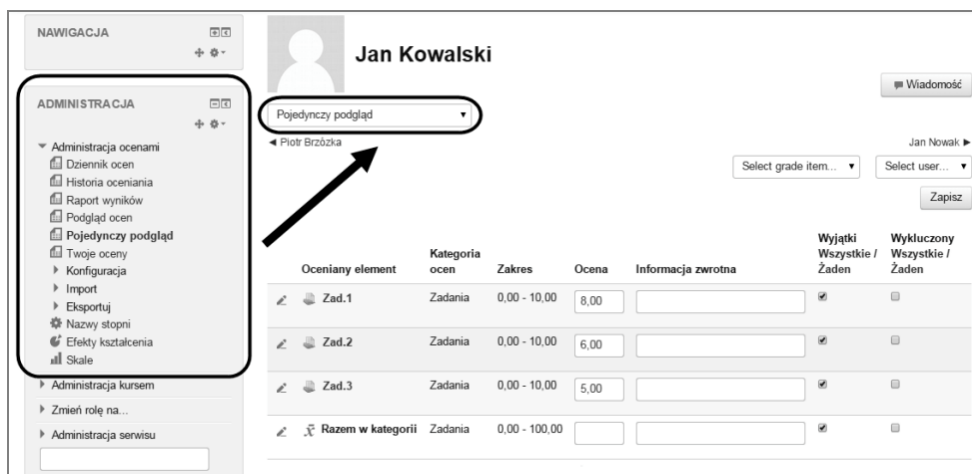 NAWIGACJA
ADMINISTRACJA
Administracja ocenami
Dziennik ocen
Historia oceniania
Raport wyników
Podgląd ocen
Pojedynczy podgląd
Twoje oceny
Konfiguracja
Import
Eksportuj
Nazwy stopni
Efekty kształcenia
Skale
Administracja kursem
Zmień rolę na...
Administracja serwisu
Jan Kowalski
Wiadomość
Pojedynczy podgląd
◄ Piotr Brzózka
Jan Nowak ►
Select grade item...
Select user...
Zapisz
Oceniany element Kategoria ocen Zakres Ocena Informacja zwrotna Wyjątki Wszystkie / Żaden Wykluczony Wszystkie / Żaden
Zad.1 Zadania 0,00 - 10,00 8,00
Zad.2 Zadania 0,00 - 10,00 6,00
Zad.3 Zadania 0,00 - 10,00 5,00
x̄ Razem w kategorii Zadania 0,00 - 100,00